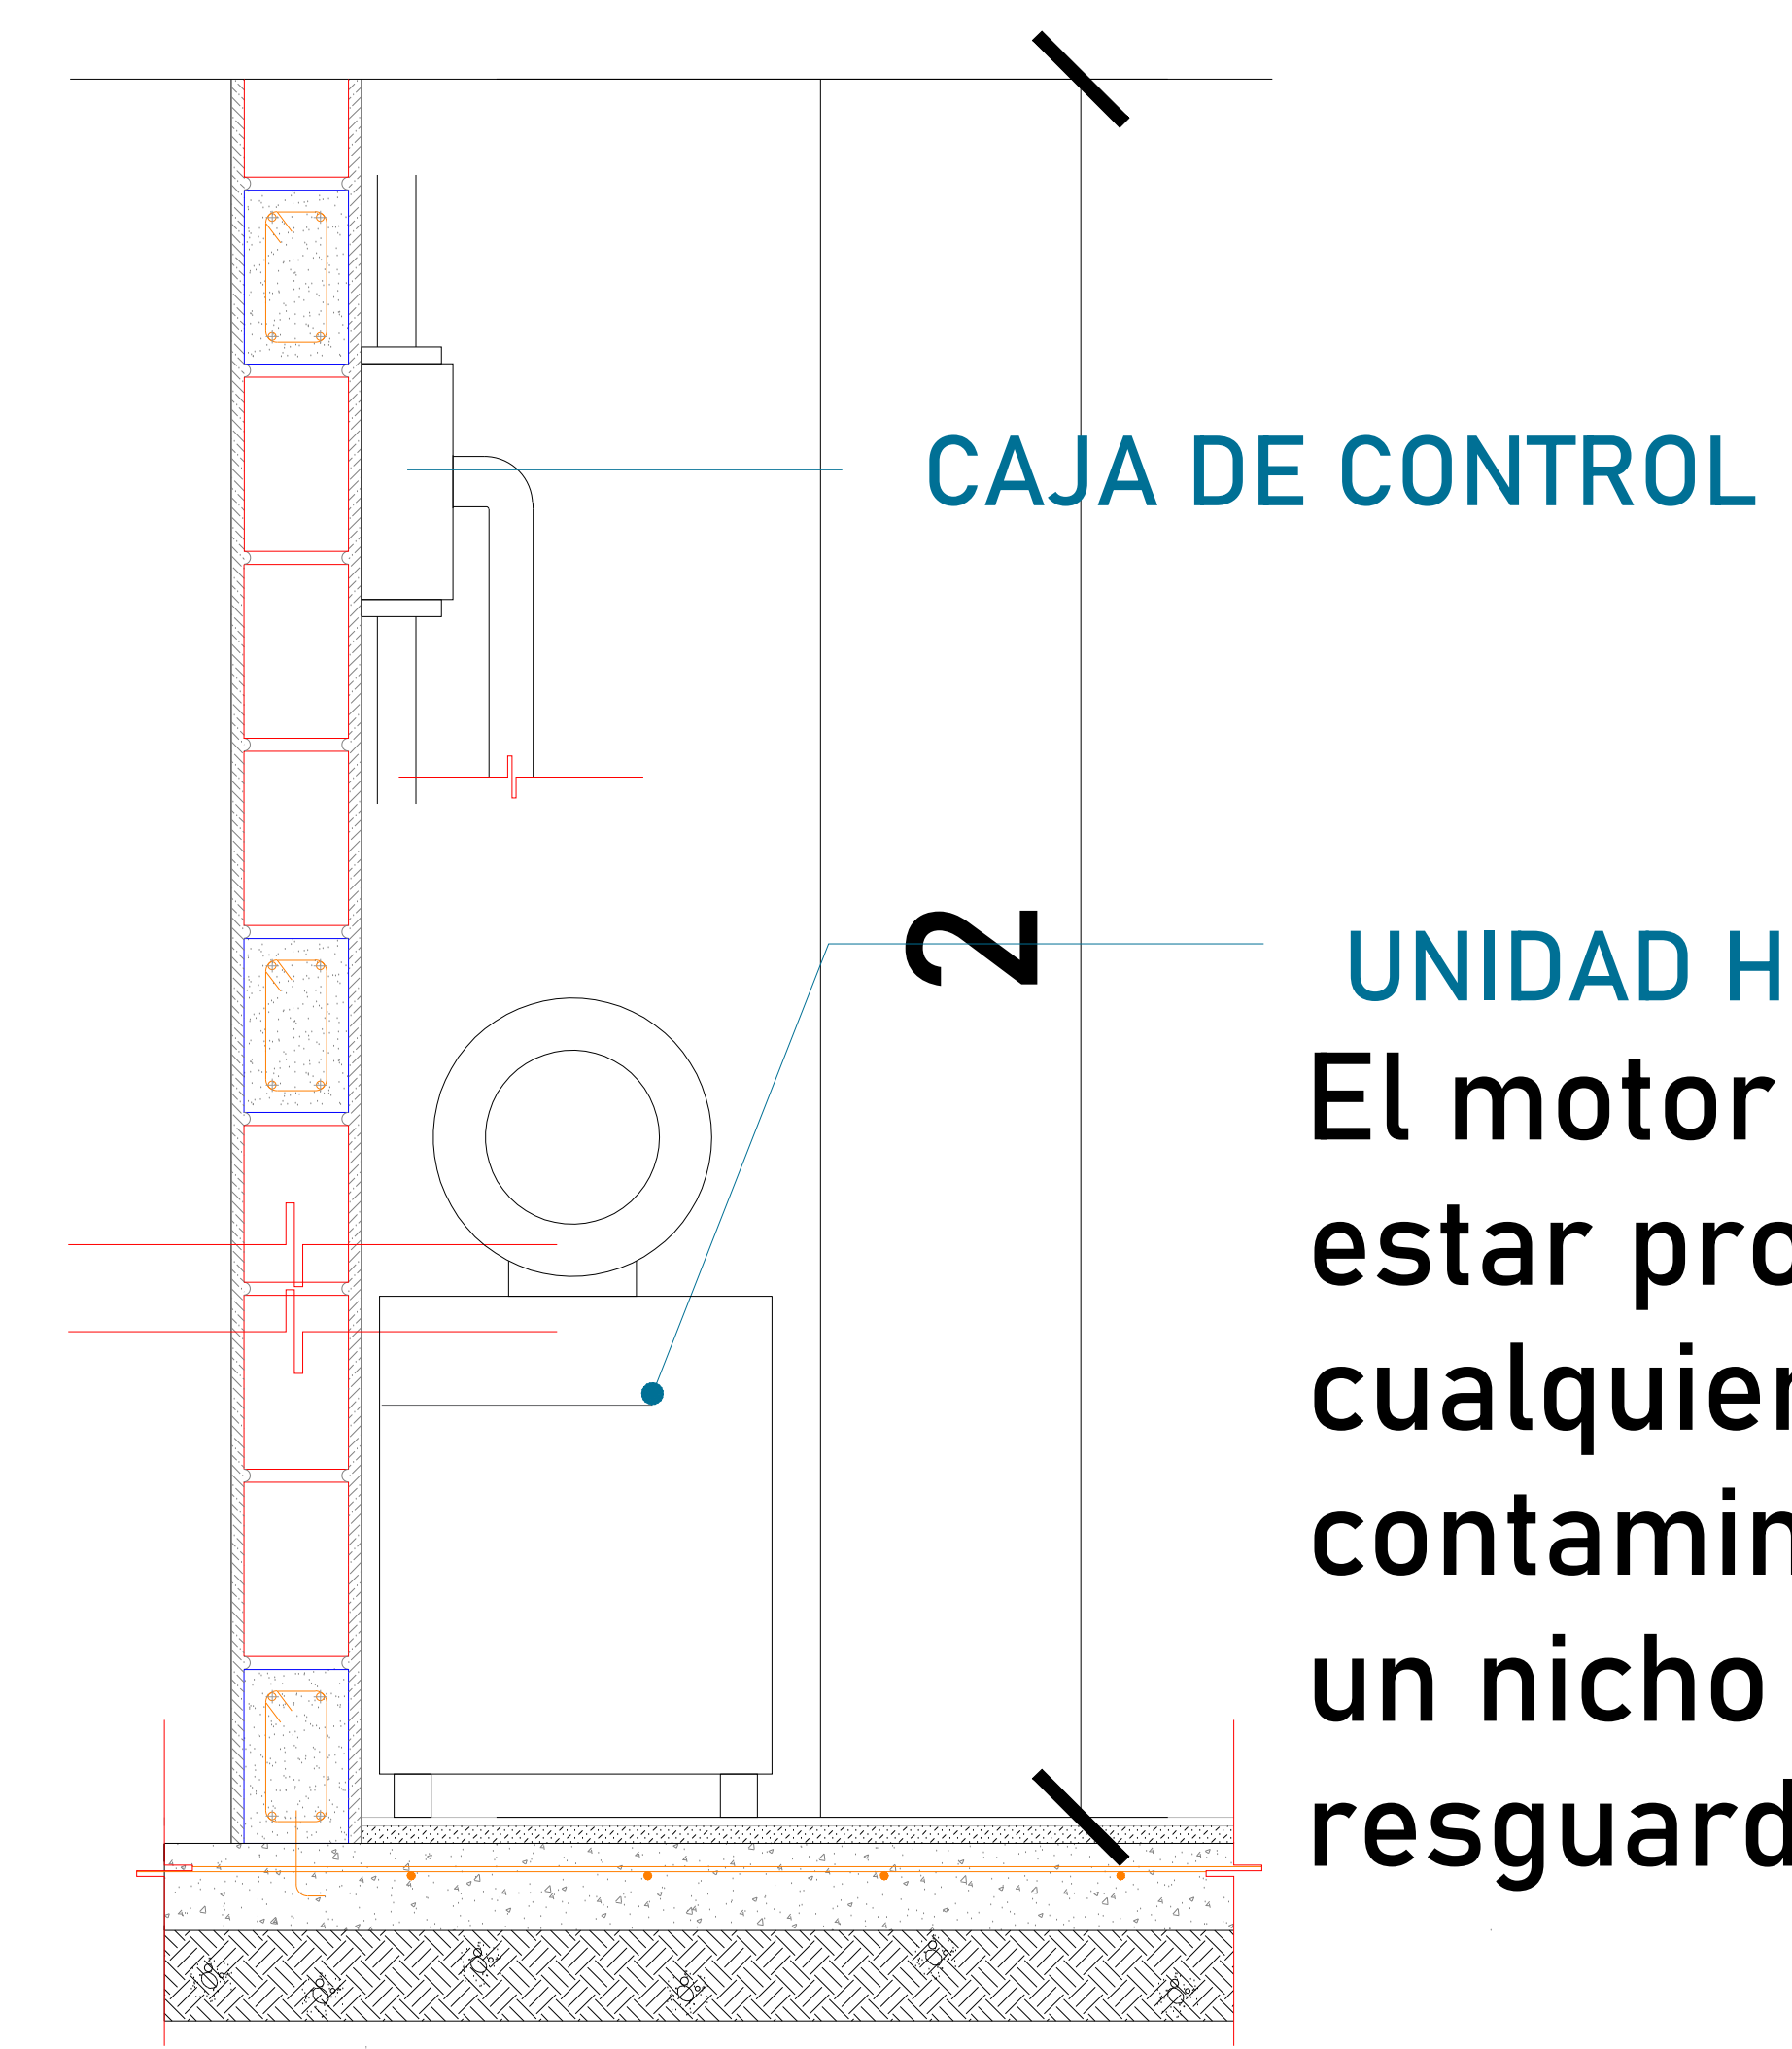 CAJA DE CONTROL
2
UNIDAD H
El motor
estar pro
cualquier
contamin
un nicho
resguard